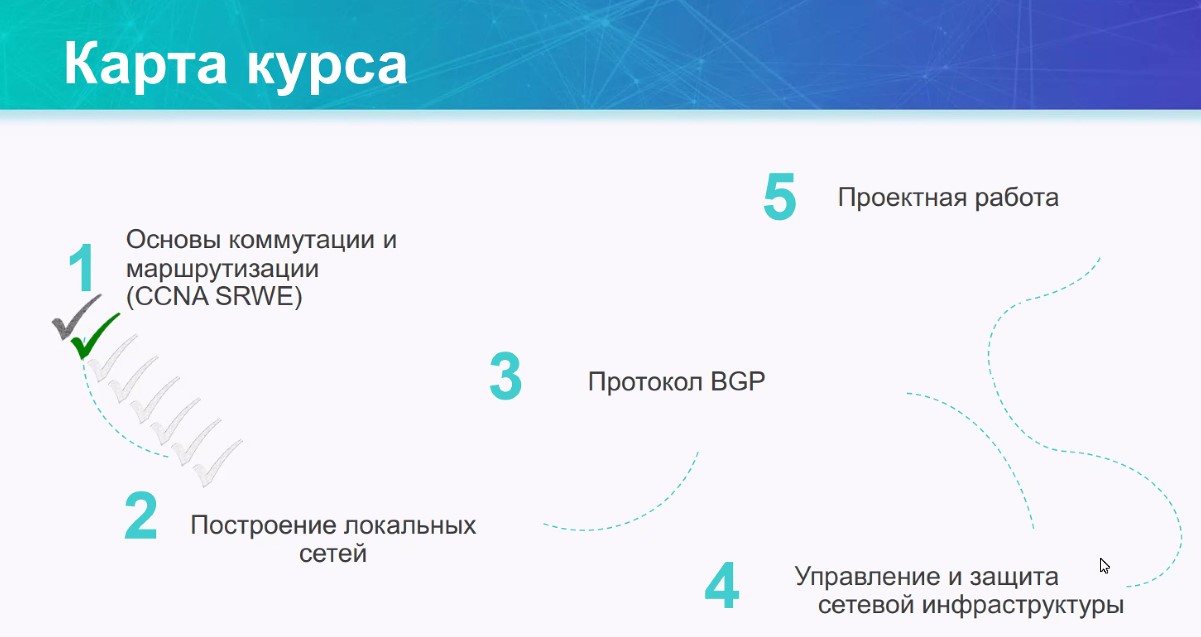 Карта курса
1
Основы коммутации и
маршрутизации
(CCNA SRWE)
2
Построение локальных
сетей
3
Протокол BGP
4
Управление и защита
сетевой инфраструктуры
5
Проектная работа